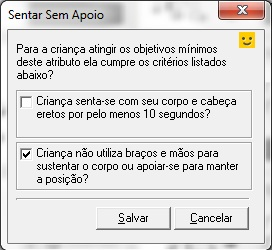 Sentar Sem Apoio
Para a criança atingir os objetivos mínimos
deste atributo ela cumpre os critérios listados
abaixo?
Criança senta-se com seu corpo e cabeça
eretos por pelo menos 10 segundos?
Criança não utiliza braços e mãos para
sustentar o corpo ou apoiar-se para manter
a posição?
Salvar
Cancelar